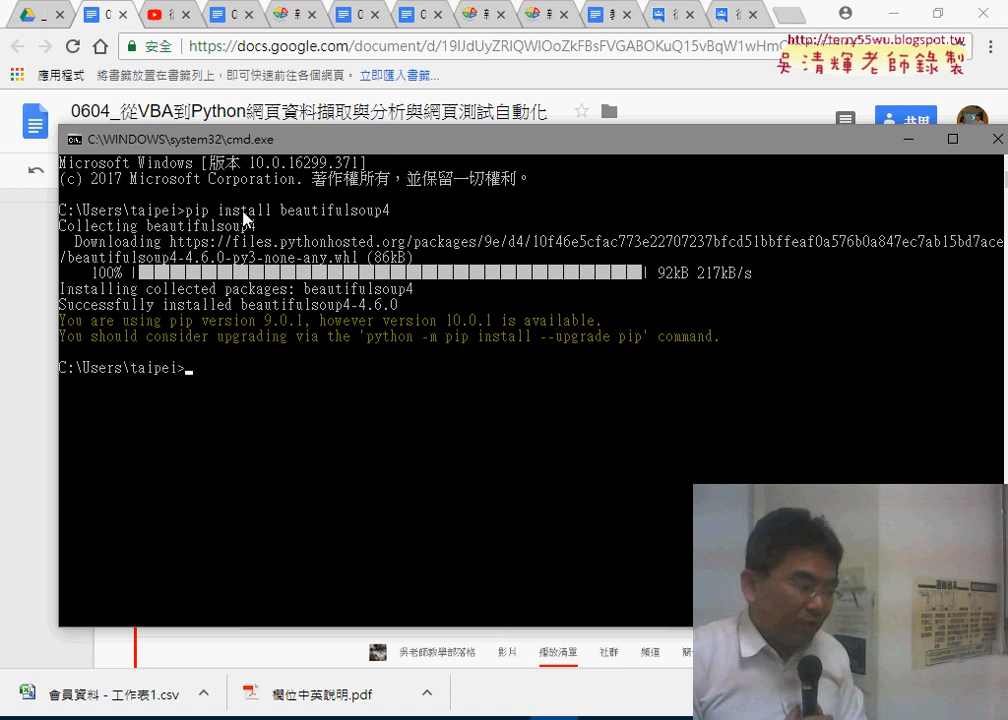 安全
https://docs.google.com/document/d/19IJdUyZRIQWIOoZkFBsFVGABOKuQ15vBqW1wHm
http://terry55wu.blogspot.tw
吳清輝老師錄製
應用程式
將書籤放置在書籤列上，即可快速前往各個網頁。
立即匯入書籤...
0604_從VBA到Python網頁資料擷取與分析與網頁測試自動化
C:\WINDOWS\system32\cmd.exe
Microsoft Windows [版本 10.0.16299.371]
(c) 2017 Microsoft Corporation. 著作權所有，並保留一切權利。
C:\Users\taipei>pip install beautifulsoup4
Collecting beautifulsoup4
Downloading https://files.pythonhosted.org/packages/9e/d4/10f46e5cfac773e22707237bfcd51bbffeaf0a576b0a847ec7ab15bd7ace
/beautifulsoup4-4.6.0-py3-none-any.whl (86kB)
100% || 92kB 217kB/s
Installing collected packages: beautifulsoup4
Successfully installed beautifulsoup4-4.6.0
You are using pip version 9.0.1, however version 10.0.1 is available.
You should consider upgrading via the 'python -m pip install --upgrade pip' command.
C:\Users\taipei>
吳老師教學部落格
影片
播放清單
社群
頻道
會員資料 - 工作表1.csv
欄位中英說明.pdf